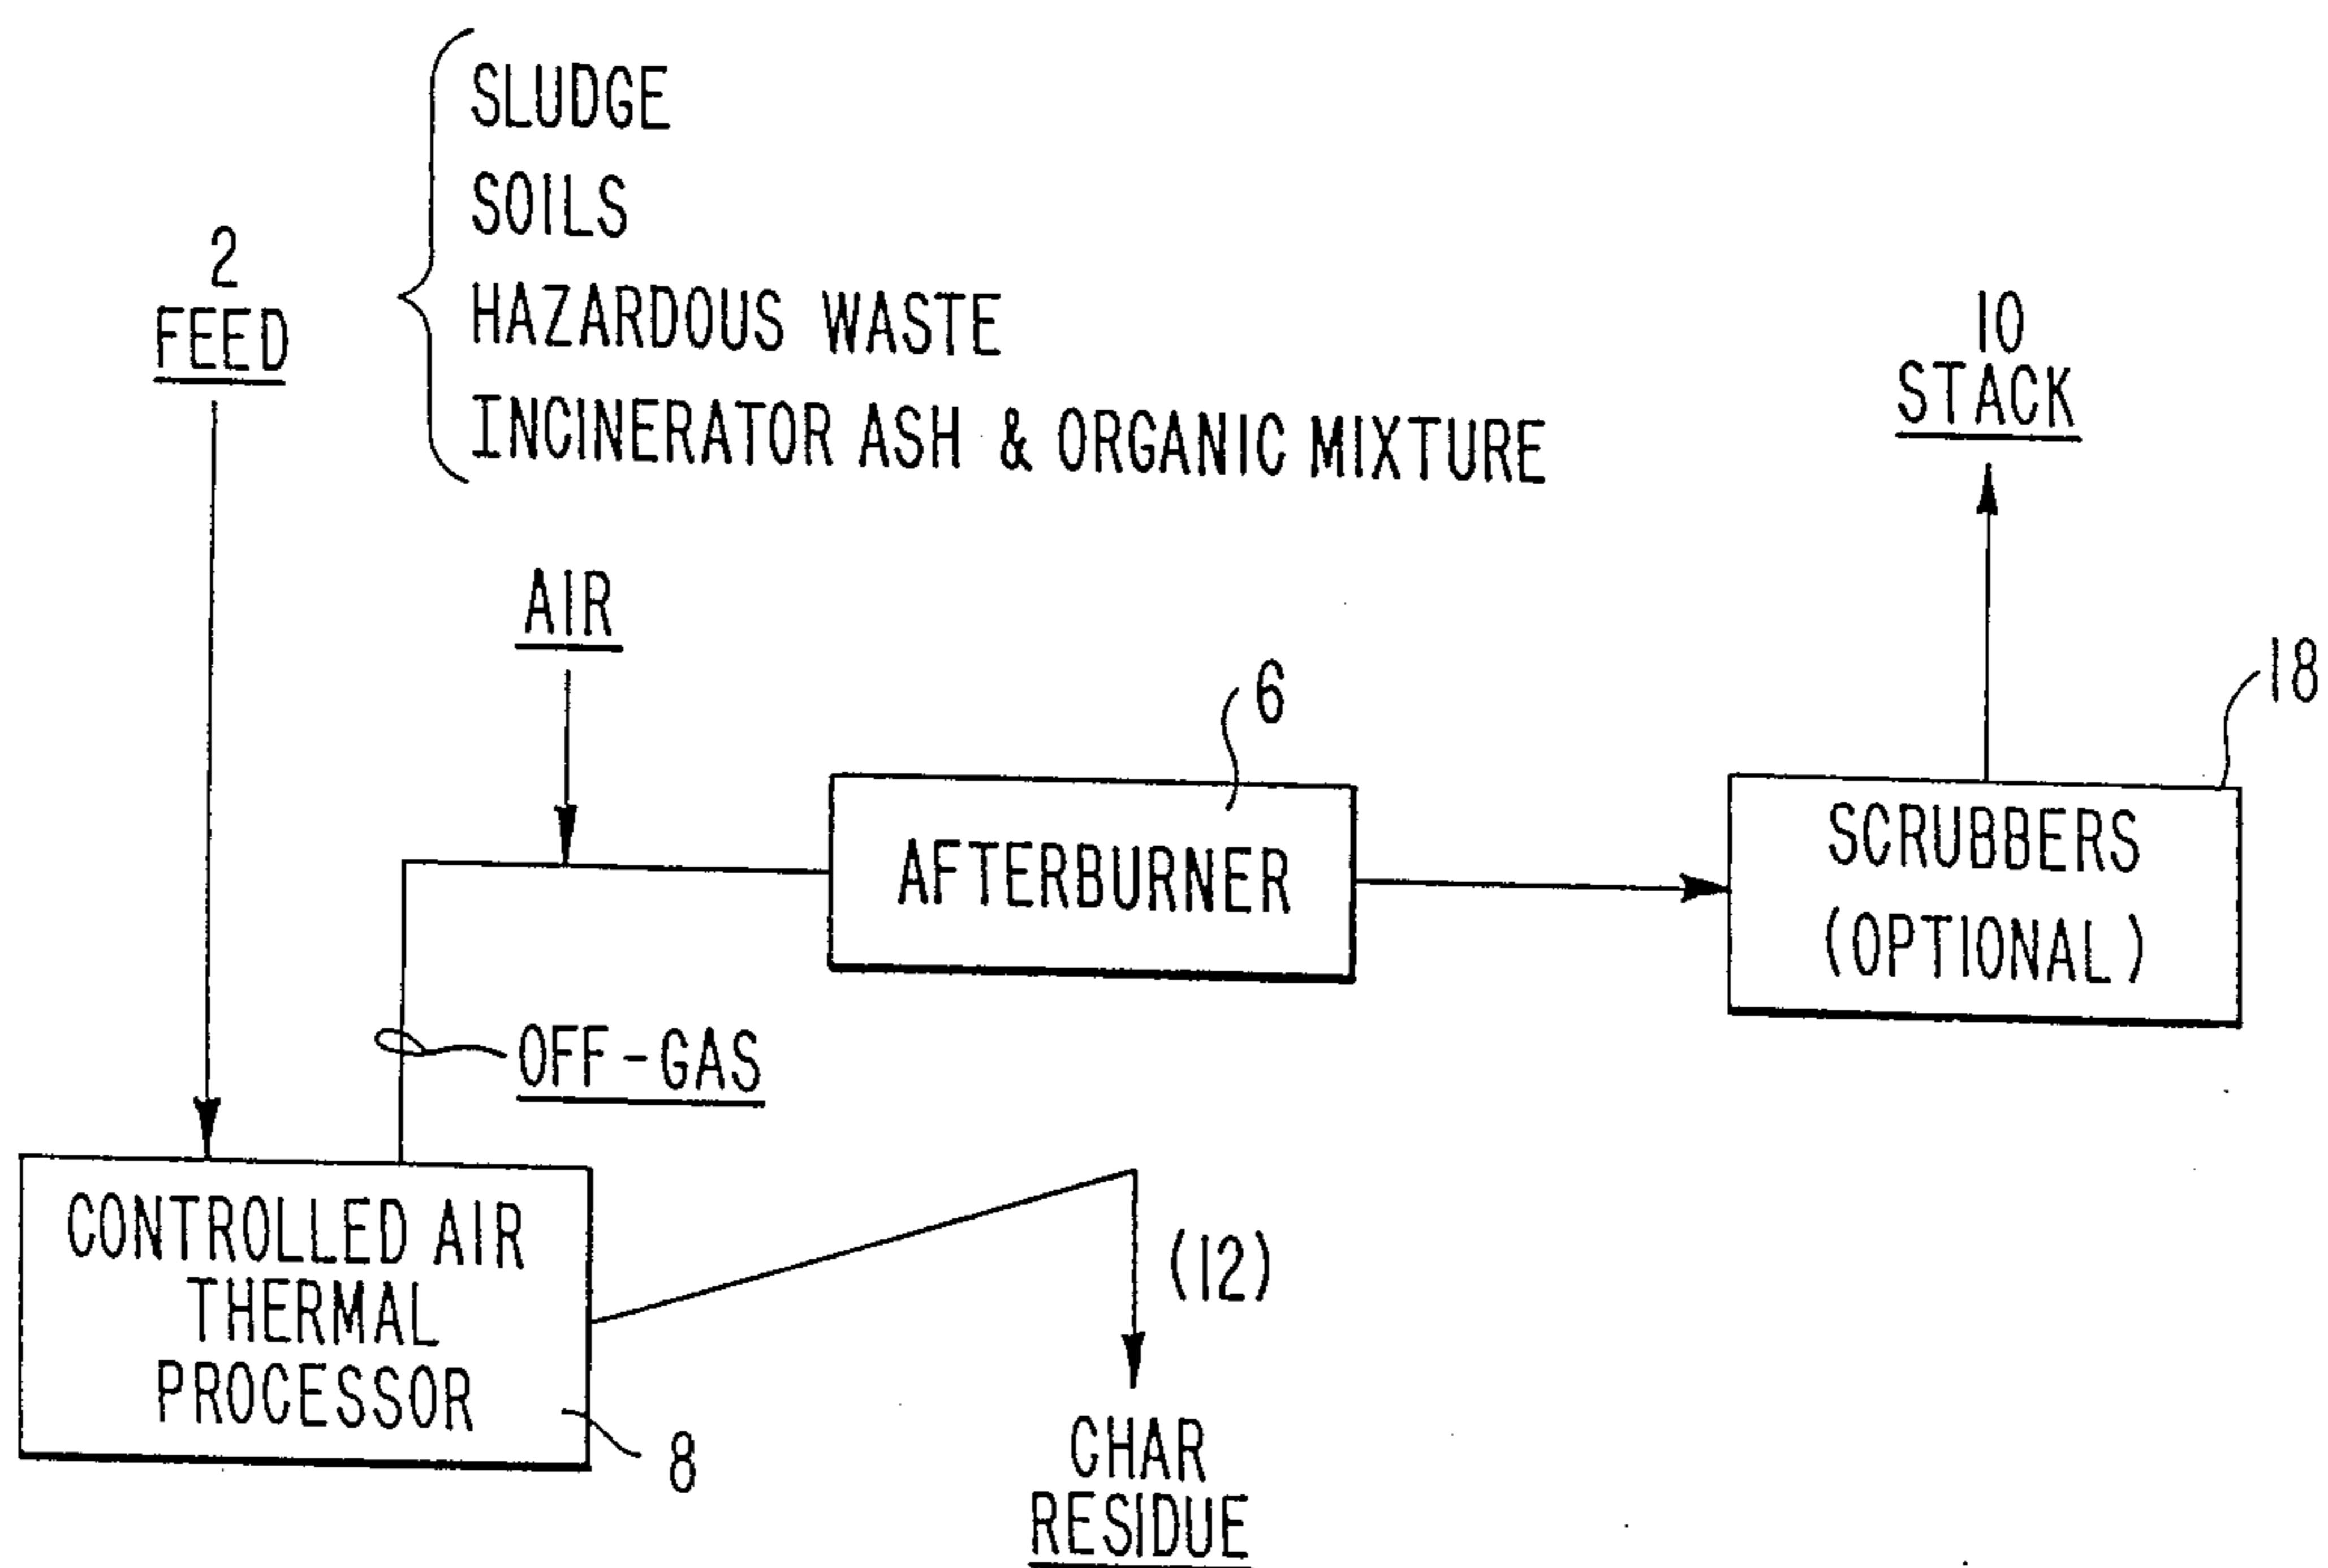 SLUDGE
SOILS
HAZARDOUS WASTE
INCINERATOR ASH & ORGANIC MIXTURE
2
FEED
10
STACK
AIR
6
18
AFTERBURNER
SCRUBBERS
(OPTIONAL)
OFF-GAS
CONTROLLED AIR
THERMAL
PROCESSOR
8
(12)
CHAR
RESIDUE